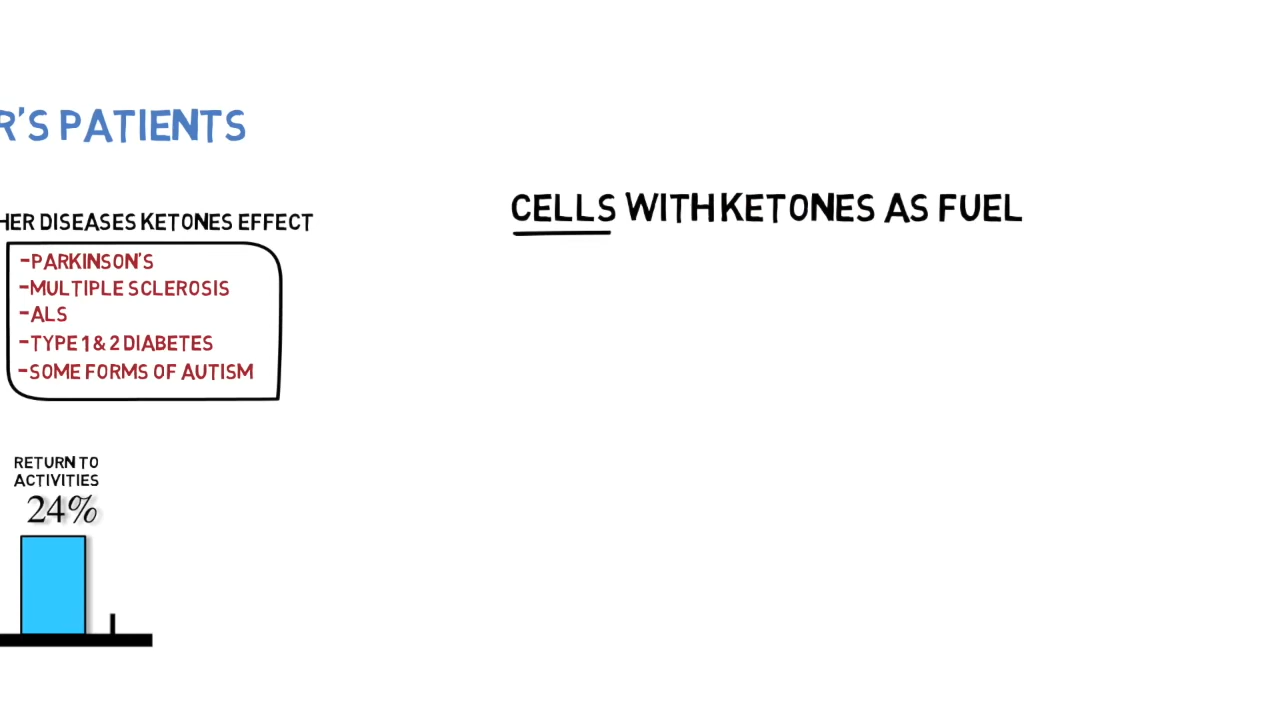 R'S PATIENTS
HER DISEASES KETONES EFFECT
-PARKINSON'S
-MULTIPLE SCLEROSIS
-ALS
-TYPE 1 & 2 DIABETES
-SOME FORMS OF AUTISM
RETURN TO
ACTIVITIES
24%
CELLS WITH KETONES AS FUEL